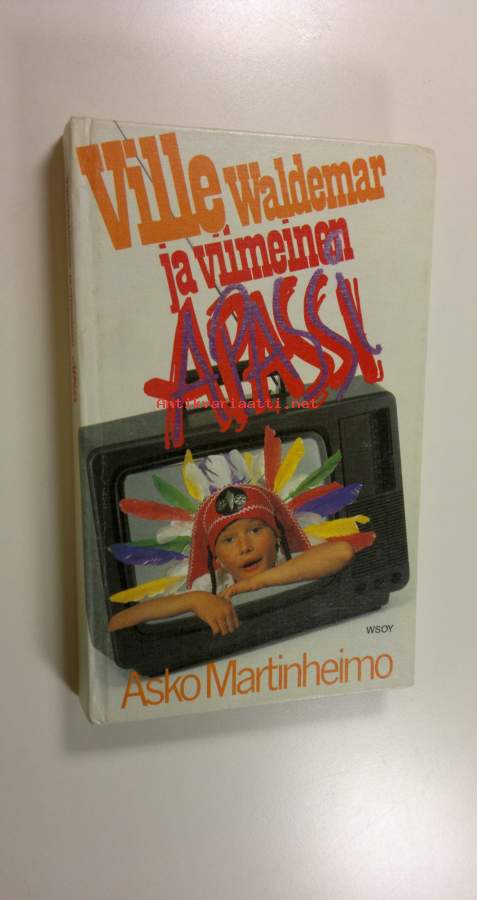 Ville Waldemar
ja viimeinen
APASSI
Antikvariaatti.net
WSOY
Asko Martinheimo